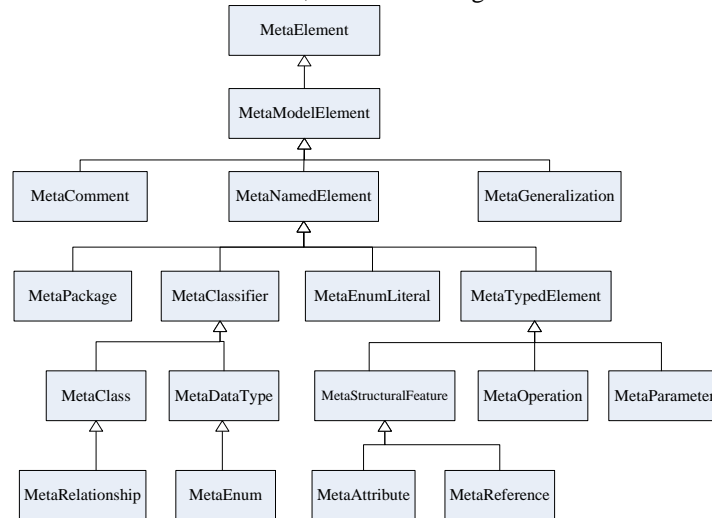 MetaElement
MetaModelElement
MetaComment
MetaNamedElement
MetaGeneralization
MetaPackage
MetaClassifier
MetaEnumLiteral
MetaTypedElement
MetaClass
MetaDataType
MetaStructuralFeature
MetaOperation
MetaParameter
MetaRelationship
MetaEnum
MetaAttribute
MetaReference